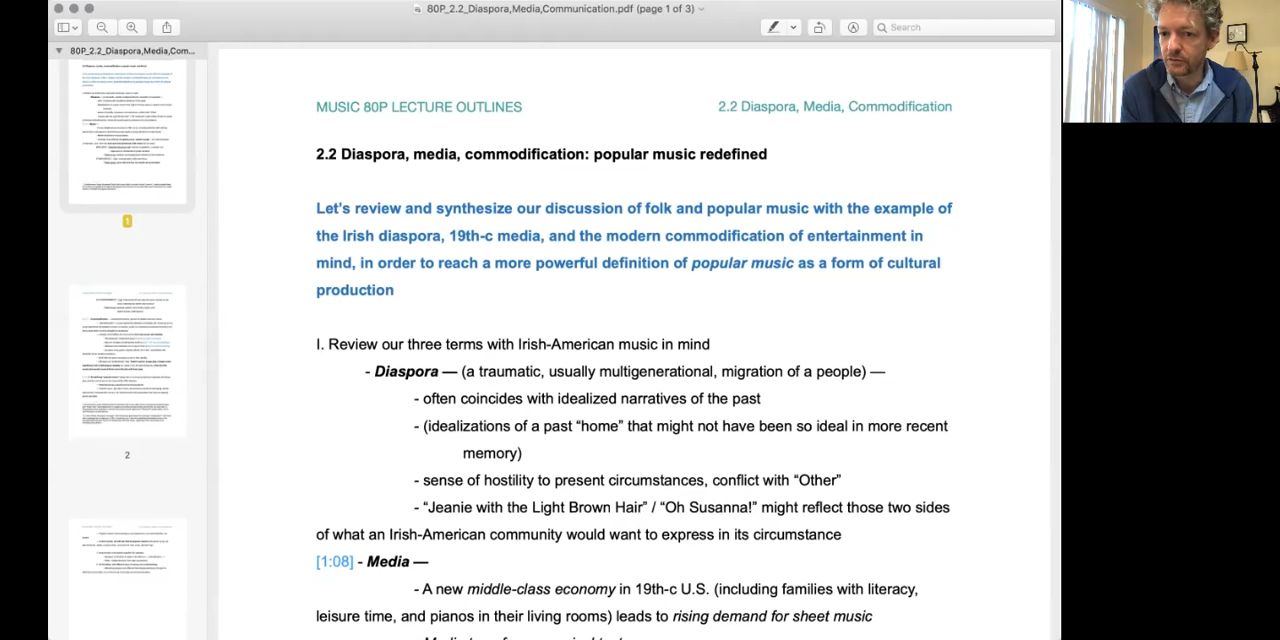 80P_2.2_Diaspora,Media,Communication.pdf (page 1 of 3)
Search
80P_2.2_Diaspora,Media,Com...
1
2
MUSIC 80P LECTURE OUTLINES
2.2 Diaspora, Media, Commodification
2.2 Diaspora, media, commodification: popular music redefined
Let's review and synthesize our discussion of folk and popular music with the example of
the Irish diaspora, 19th-c media, and the modern commodification of entertainment in
mind, in order to reach a more powerful definition of popular music as a form of cultural
production
I. Review our three terms with Irish-American music in mind
- Diaspora — (a traumatic, usually multigenerational, migration of a people) —
- often coincides with idealized narratives of the past
- (idealizations of a past “home” that might not have been so ideal in more recent
memory)
- sense of hostility to present circumstances, conflict with “Other”
- “Jeanie with the Light Brown Hair” / “Oh Susanna!” might reflect those two sides
of what an Irish-American community would want to express in its circumstance
[1:08] - Media —
- A new middle-class economy in 19th-c U.S. (including families with literacy,
leisure time, and pianos in their living rooms) leads to rising demand for sheet music